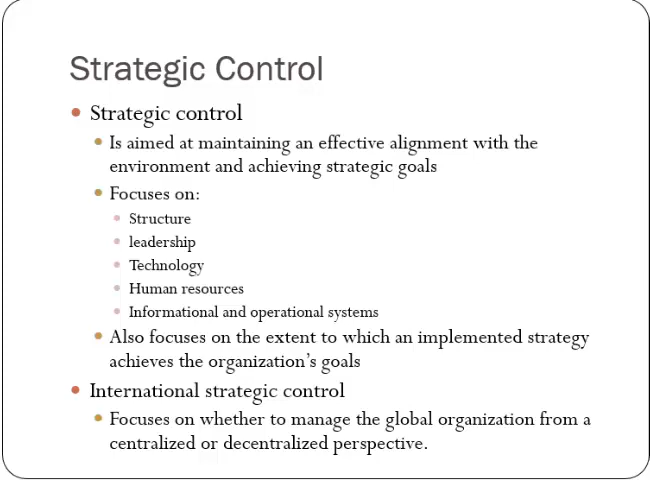 Strategic Control
• Strategic control
• Is aimed at maintaining an effective alignment with the
environment and achieving strategic goals
• Focuses on:
• Structure
• leadership
• Technology
• Human resources
• Informational and operational systems
• Also focuses on the extent to which an implemented strategy
achieves the organization's goals
• International strategic control
• Focuses on whether to manage the global organization from a
centralized or decentralized perspective.